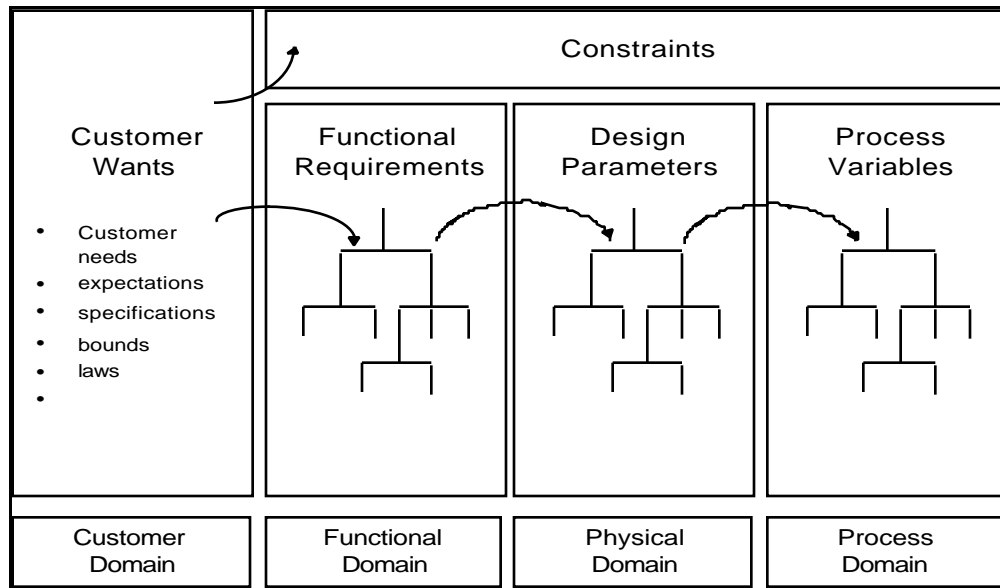 Constraints
Customer
Wants
Functional
Requirements
Design
Parameters
Process
Variables
• Customer
needs
• expectations
• specifications
• bounds
• laws
•
Customer
Domain
Functional
Domain
Physical
Domain
Process
Domain